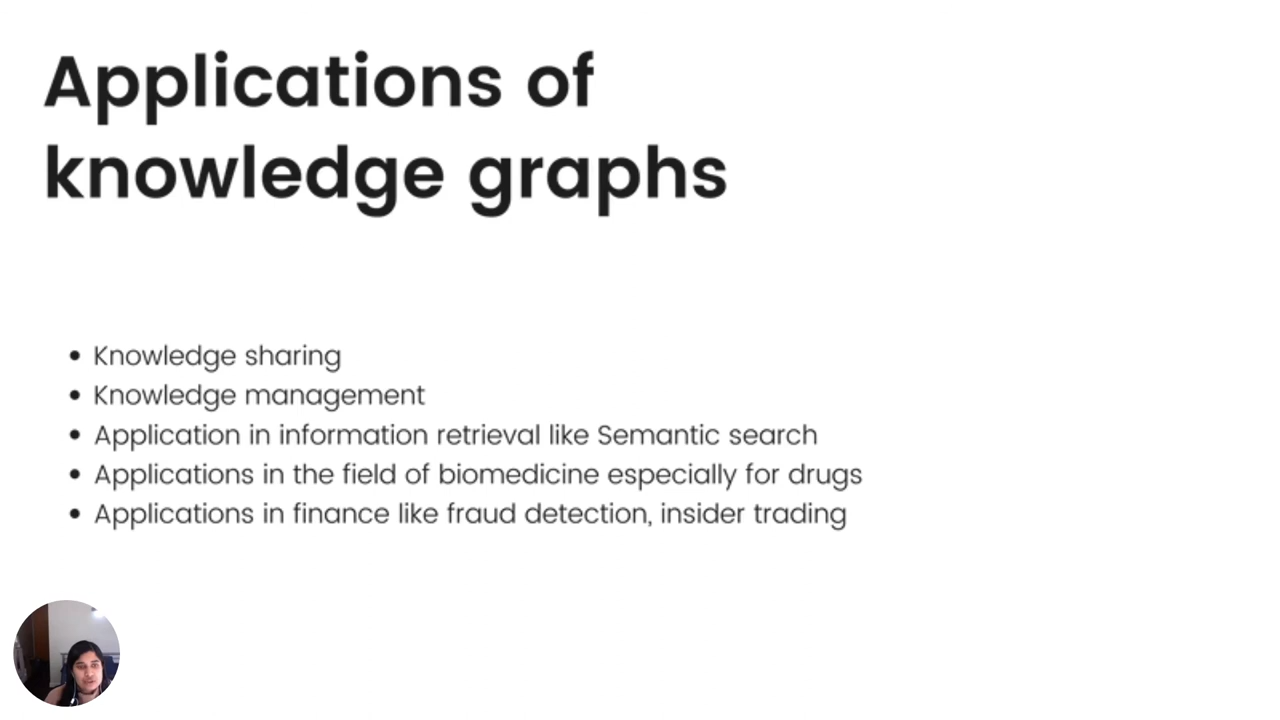 Applications of
knowledge graphs
• Knowledge sharing
• Knowledge management
• Application in information retrieval like Semantic search
• Applications in the field of biomedicine especially for drugs
• Applications in finance like fraud detection, insider trading